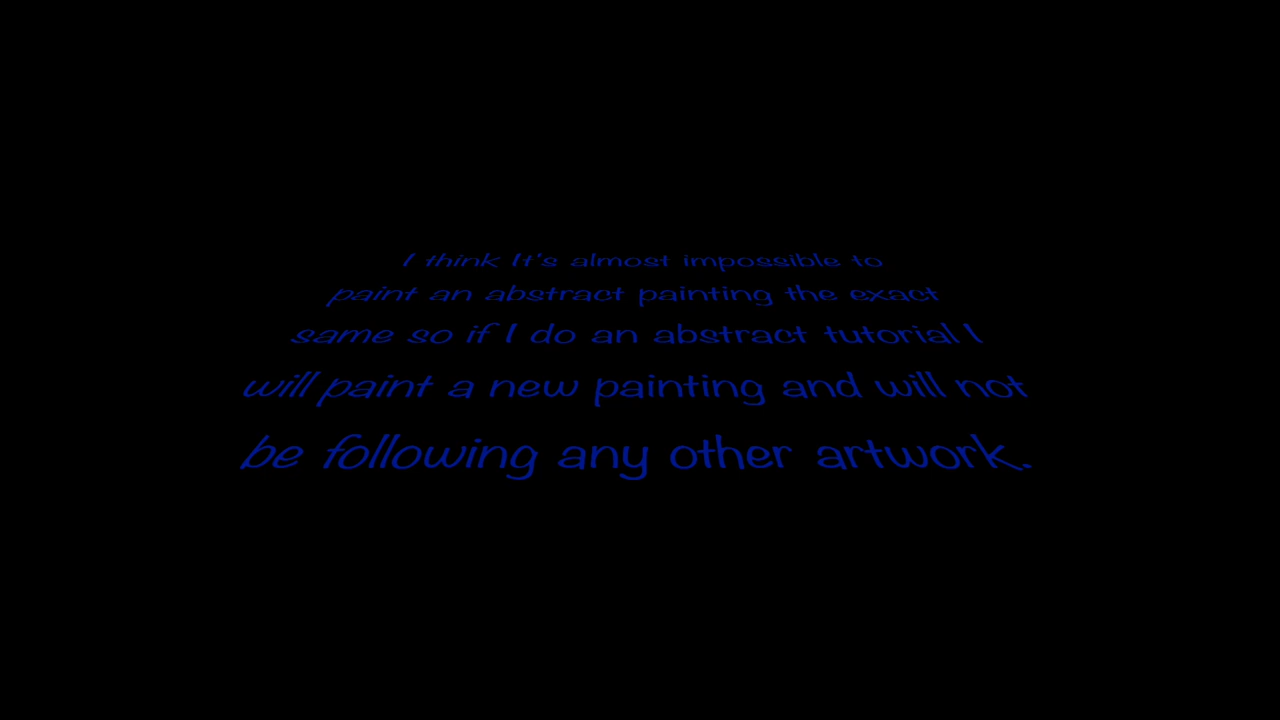 I think It's almost impossible to
paint an abstract painting the exact
same so if I do an abstract tutorial I
will paint a new painting and will not
be following any other artwork.